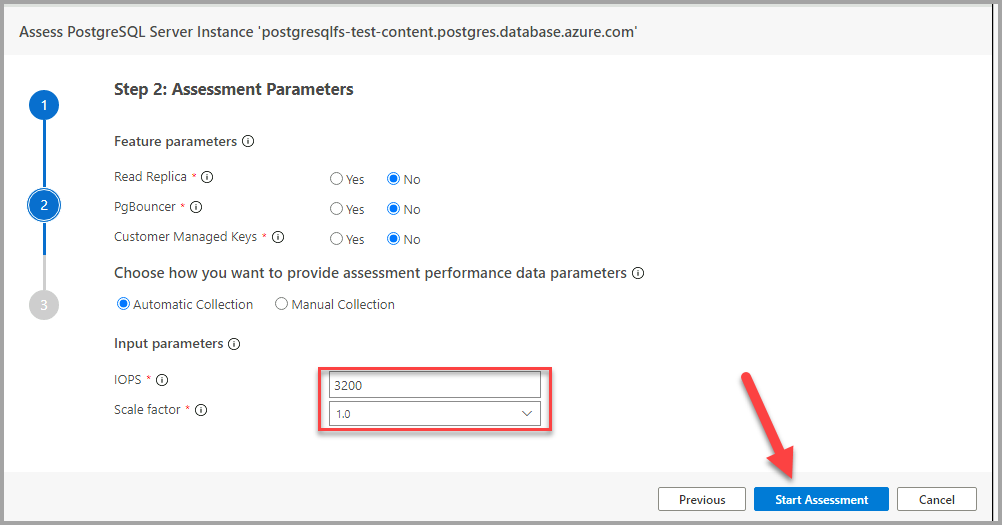 Assess PostgreSQL Server Instance 'postgresqlfs-test-content.postgres.database.azure.com'
1
2
3
Step 2: Assessment Parameters
Feature parameters
Read Replica * Yes No
PgBouncer * Yes No
Customer Managed Keys * Yes No
Choose how you want to provide assessment performance data parameters
Automatic Collection Manual Collection
Input parameters
IOPS * 3200
Scale factor * 1.0
Previous Start Assessment Cancel